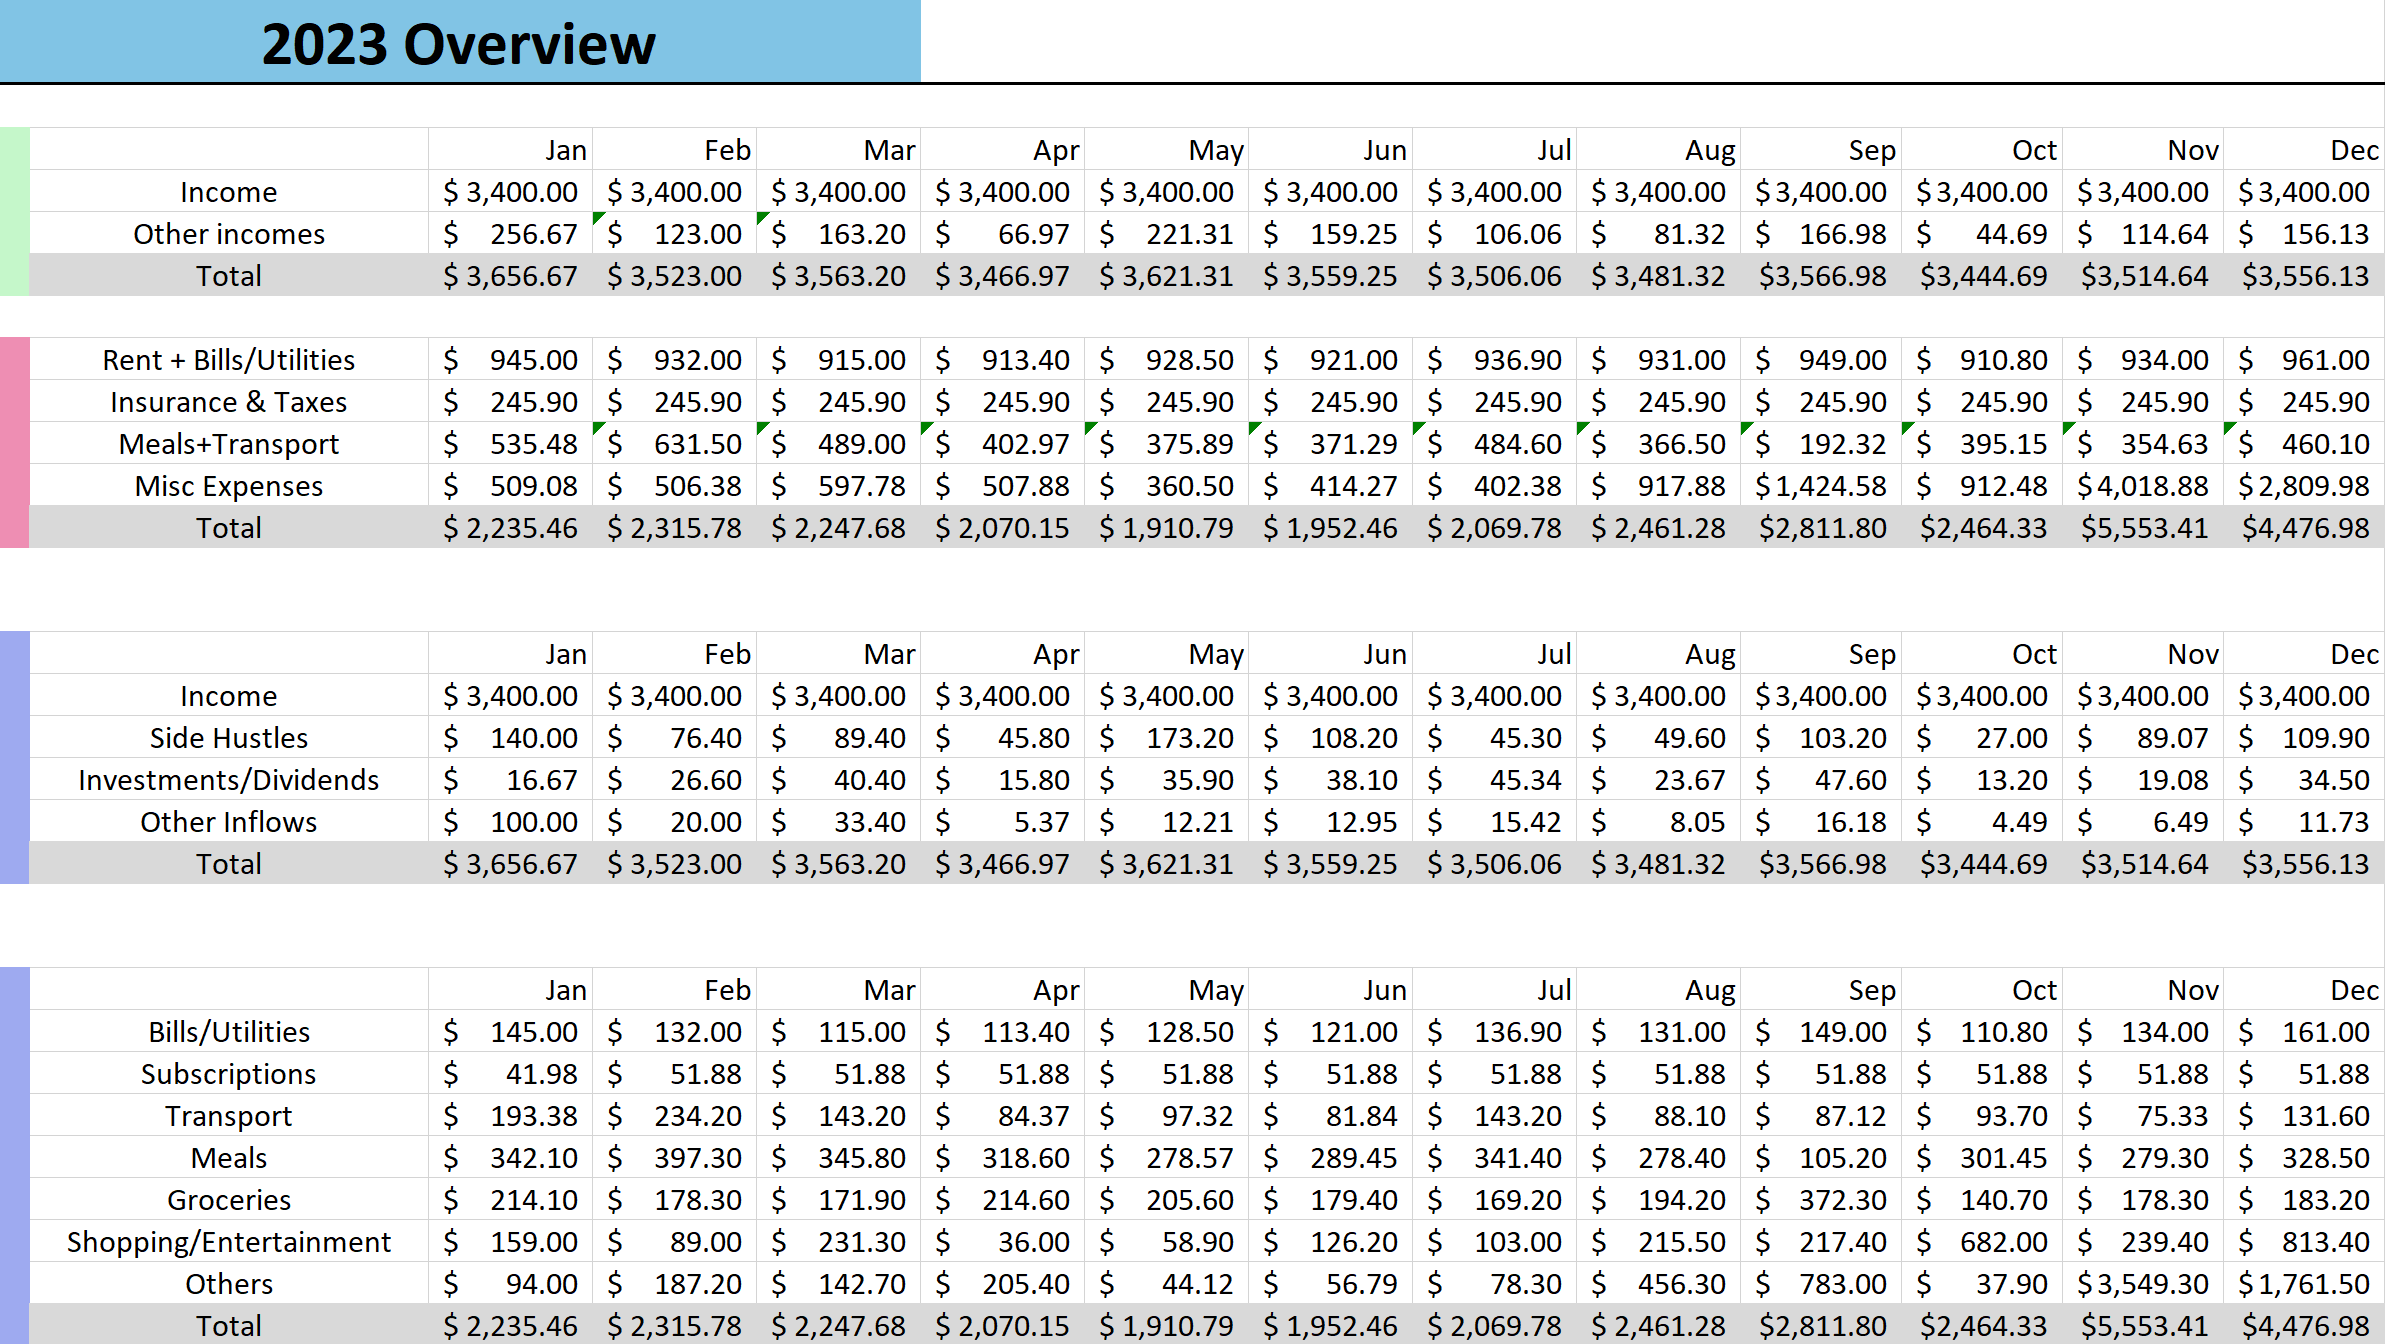 2023 Overview
Jan Feb Mar Apr May Jun Jul Aug Sep Oct Nov Dec
Income $ 3,400.00 $ 3,400.00 $ 3,400.00 $ 3,400.00 $ 3,400.00 $ 3,400.00 $ 3,400.00 $ 3,400.00 $ 3,400.00 $ 3,400.00 $ 3,400.00 $ 3,400.00
Other incomes $ 256.67 $ 123.00 $ 163.20 $ 66.97 $ 221.31 $ 159.25 $ 106.06 $ 81.32 $ 166.98 $ 44.69 $ 114.64 $ 156.13
Total $ 3,656.67 $ 3,523.00 $ 3,563.20 $ 3,466.97 $ 3,621.31 $ 3,559.25 $ 3,506.06 $ 3,481.32 $3,566.98 $3,444.69 $3,514.64 $3,556.13
Rent + Bills/Utilities $ 945.00 $ 932.00 $ 915.00 $ 913.40 $ 928.50 $ 921.00 $ 936.90 $ 931.00 $ 949.00 $ 910.80 $ 934.00 $ 961.00
Insurance & Taxes $ 245.90 $ 245.90 $ 245.90 $ 245.90 $ 245.90 $ 245.90 $ 245.90 $ 245.90 $ 245.90 $ 245.90 $ 245.90 $ 245.90
Meals+Transport $ 535.48 $ 631.50 $ 489.00 $ 402.97 $ 375.89 $ 371.29 $ 484.60 $ 366.50 $ 192.32 $ 395.15 $ 354.63 $ 460.10
Misc Expenses $ 509.08 $ 506.38 $ 597.78 $ 507.88 $ 360.50 $ 414.27 $ 402.38 $ 917.88 $ 1,424.58 $ 912.48 $ 4,018.88 $ 2,809.98
Total $ 2,235.46 $ 2,315.78 $ 2,247.68 $ 2,070.15 $ 1,910.79 $ 1,952.46 $ 2,069.78 $ 2,461.28 $2,811.80 $2,464.33 $5,553.41 $4,476.98
Jan Feb Mar Apr May Jun Jul Aug Sep Oct Nov Dec
Income $ 3,400.00 $ 3,400.00 $ 3,400.00 $ 3,400.00 $ 3,400.00 $ 3,400.00 $ 3,400.00 $ 3,400.00 $ 3,400.00 $ 3,400.00 $ 3,400.00 $ 3,400.00
Side Hustles $ 140.00 $ 76.40 $ 89.40 $ 45.80 $ 173.20 $ 108.20 $ 45.30 $ 49.60 $ 103.20 $ 27.00 $ 89.07 $ 109.90
Investments/Dividends $ 16.67 $ 26.60 $ 40.40 $ 15.80 $ 35.90 $ 38.10 $ 45.34 $ 23.67 $ 47.60 $ 13.20 $ 19.08 $ 34.50
Other Inflows $ 100.00 $ 20.00 $ 33.40 $ 5.37 $ 12.21 $ 12.95 $ 15.42 $ 8.05 $ 16.18 $ 4.49 $ 6.49 $ 11.73
Total $ 3,656.67 $ 3,523.00 $ 3,563.20 $ 3,466.97 $ 3,621.31 $ 3,559.25 $ 3,506.06 $ 3,481.32 $3,566.98 $3,444.69 $3,514.64 $3,556.13
Jan Feb Mar Apr May Jun Jul Aug Sep Oct Nov Dec
Bills/Utilities $ 145.00 $ 132.00 $ 115.00 $ 113.40 $ 128.50 $ 121.00 $ 136.90 $ 131.00 $ 149.00 $ 110.80 $ 134.00 $ 161.00
Subscriptions $ 41.98 $ 51.88 $ 51.88 $ 51.88 $ 51.88 $ 51.88 $ 51.88 $ 51.88 $ 51.88 $ 51.88 $ 51.88 $ 51.88
Transport $ 193.38 $ 234.20 $ 143.20 $ 84.37 $ 97.32 $ 81.84 $ 143.20 $ 88.10 $ 87.12 $ 93.70 $ 75.33 $ 131.60
Meals $ 342.10 $ 397.30 $ 345.80 $ 318.60 $ 278.57 $ 289.45 $ 341.40 $ 278.40 $ 105.20 $ 301.45 $ 279.30 $ 328.50
Groceries $ 214.10 $ 178.30 $ 171.90 $ 214.60 $ 205.60 $ 179.40 $ 169.20 $ 194.20 $ 372.30 $ 140.70 $ 178.30 $ 183.20
Shopping/Entertainment $ 159.00 $ 89.00 $ 231.30 $ 36.00 $ 58.90 $ 126.20 $ 103.00 $ 215.50 $ 217.40 $ 682.00 $ 239.40 $ 813.40
Others $ 94.00 $ 187.20 $ 142.70 $ 205.40 $ 44.12 $ 56.79 $ 78.30 $ 456.30 $ 783.00 $ 37.90 $ 3,549.30 $ 1,761.50
Total $ 2,235.46 $ 2,315.78 $ 2,247.68 $ 2,070.15 $ 1,910.79 $ 1,952.46 $ 2,069.78 $ 2,461.28 $2,811.80 $2,464.33 $5,553.41 $4,476.98